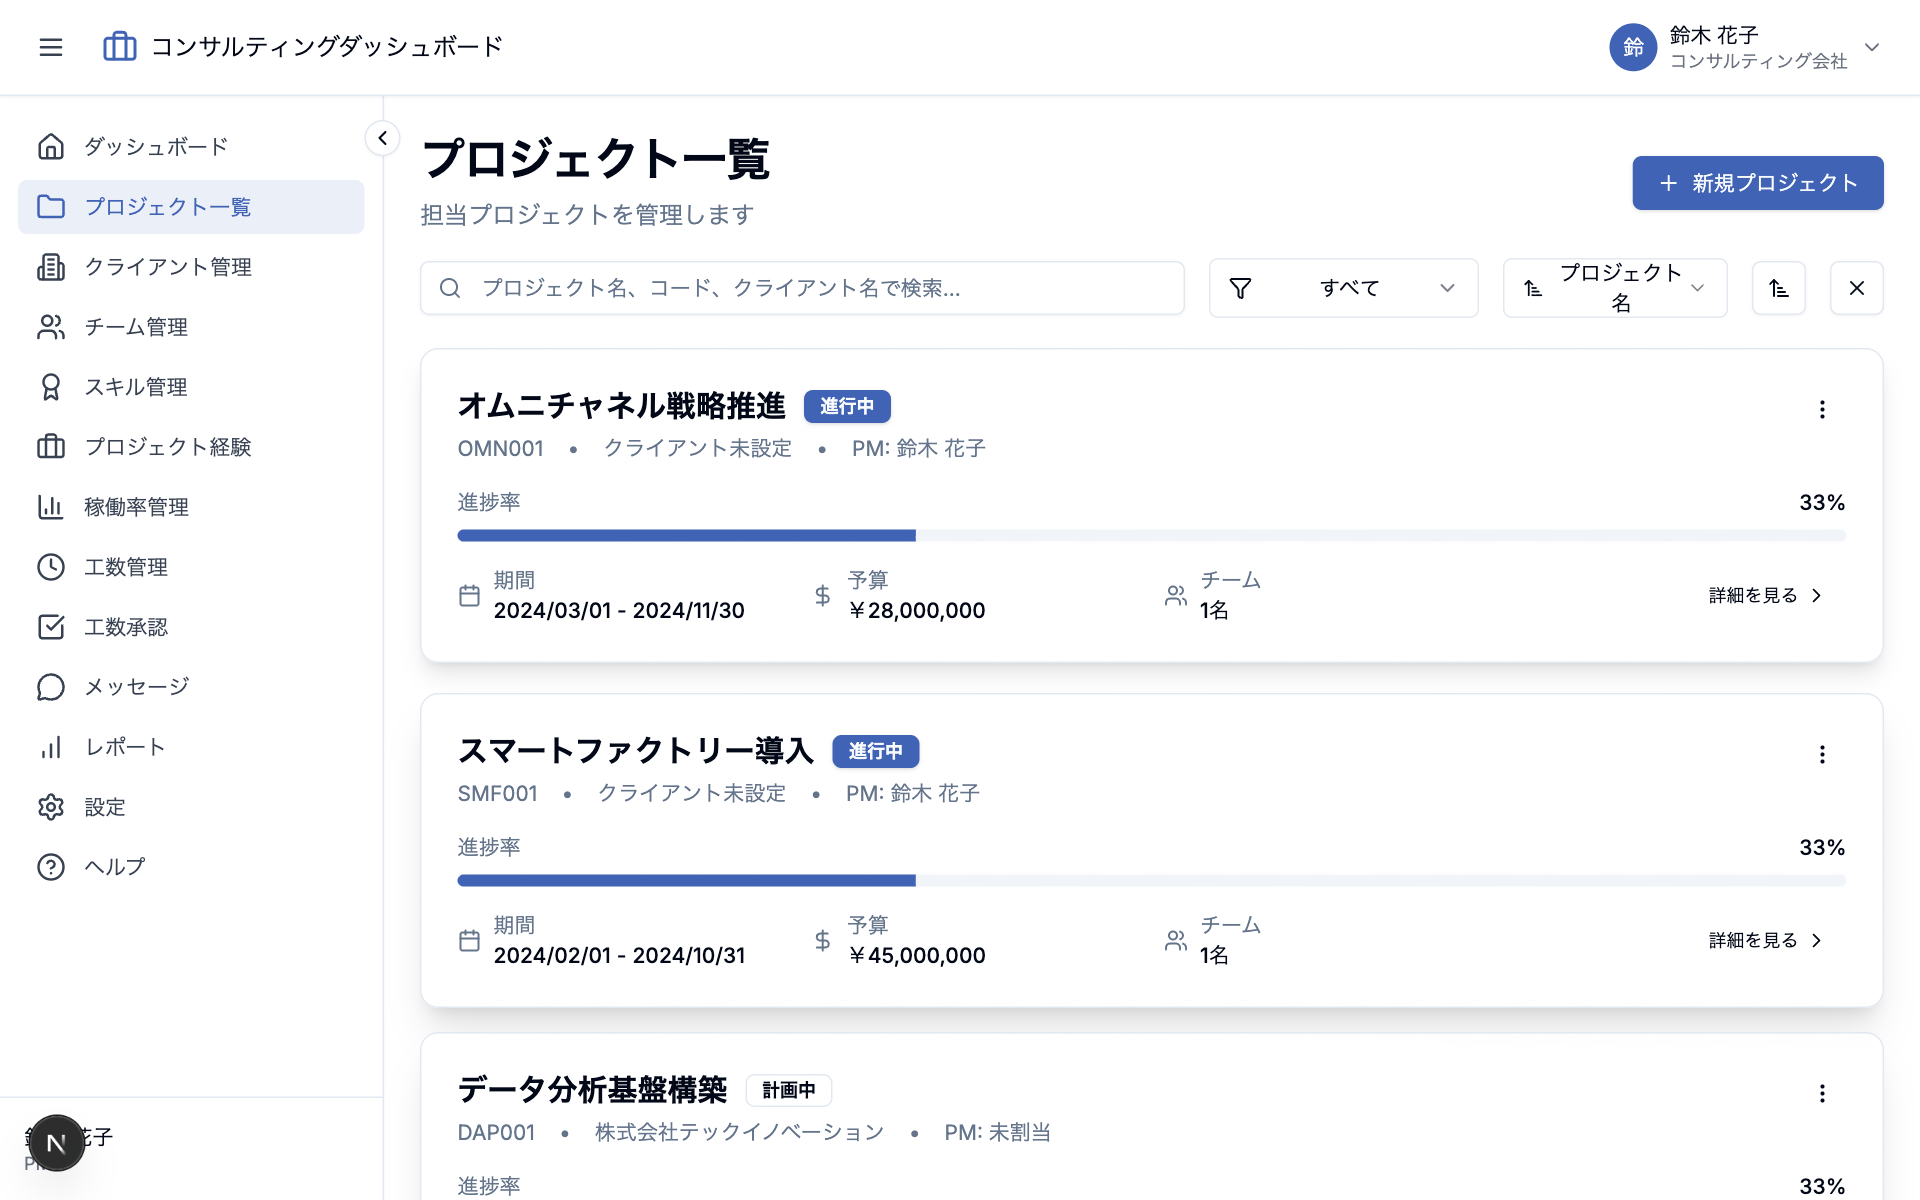 コンサルティングダッシュボード
鈴
鈴木 花子
コンサルティング会社
ダッシュボード
プロジェクト一覧
クライアント管理
チーム管理
スキル管理
プロジェクト経験
稼働率管理
工数管理
工数承認
メッセージ
レポート
設定
ヘルプ
花子
N
プロジェクト一覧
担当プロジェクトを管理します
新規プロジェクト
プロジェクト名、コード、クライアント名で検索...
すべて
プロジェクト
名
オムニチャネル戦略推進 進行中
OMN001 • クライアント未設定 • PM: 鈴木 花子
進捗率 33%
期間 予算 チーム
2024/03/01 - 2024/11/30 ￥28,000,000 1名
詳細を見る
スマートファクトリー導入 進行中
SMF001 • クライアント未設定 • PM: 鈴木 花子
進捗率 33%
期間 予算 チーム
2024/02/01 - 2024/10/31 ￥45,000,000 1名
詳細を見る
データ分析基盤構築 計画中
DAP001 • 株式会社テックイノベーション • PM: 未割当
進捗率 33%